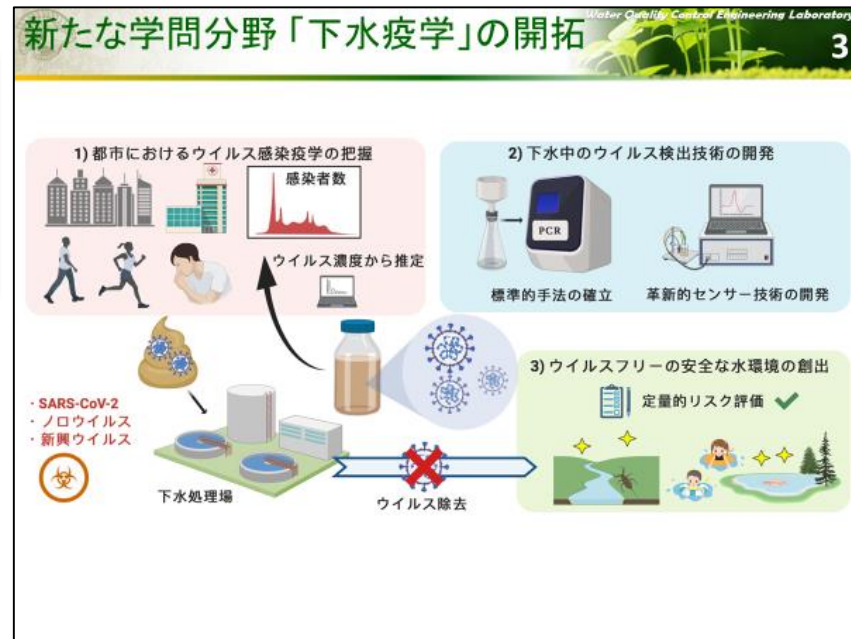 Water Quality Control Engineering Laboratory
新たな学問分野「下水疫学」の開拓
3
1) 都市におけるウイルス感染疫学の把握
感染者数
ウイルス濃度から推定
2) 下水中のウイルス検出技術の開発
PCR
標準的手法の確立
革新的センサー技術の開発
・SARS-CoV-2
・ノロウイルス
・新興ウイルス
下水処理場
ウイルス除去
3) ウイルスフリーの安全な水環境の創出
定量的リスク評価